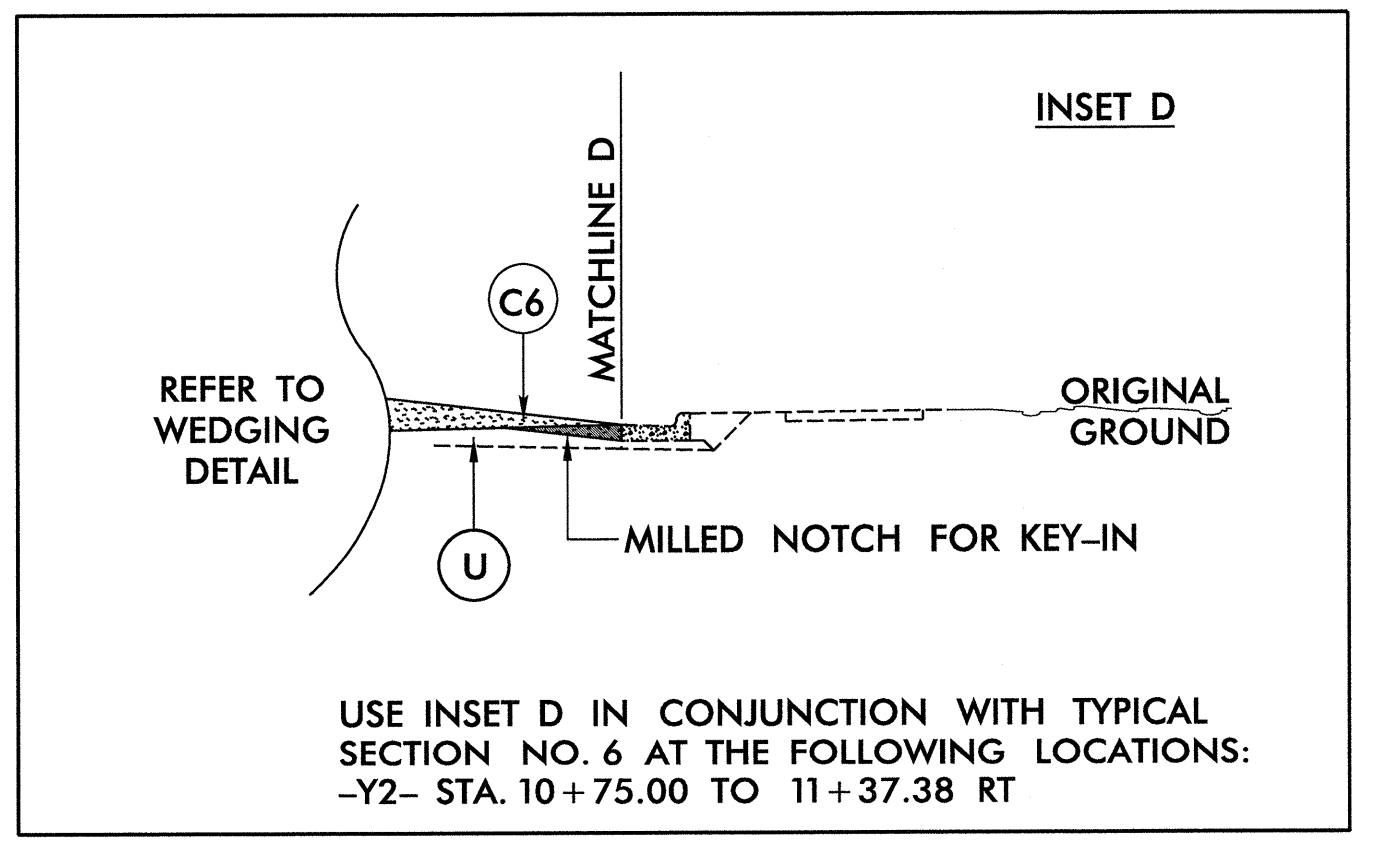 INSET D
MATCHLINE D
C6
REFER TO
WEDGING
DETAIL
ORIGINAL
GROUND
MILLED NOTCH FOR KEY–IN
U
USE INSET D IN CONJUNCTION WITH TYPICAL
SECTION NO. 6 AT THE FOLLOWING LOCATIONS:
–Y2– STA. 10+75.00 TO 11+37.38 RT